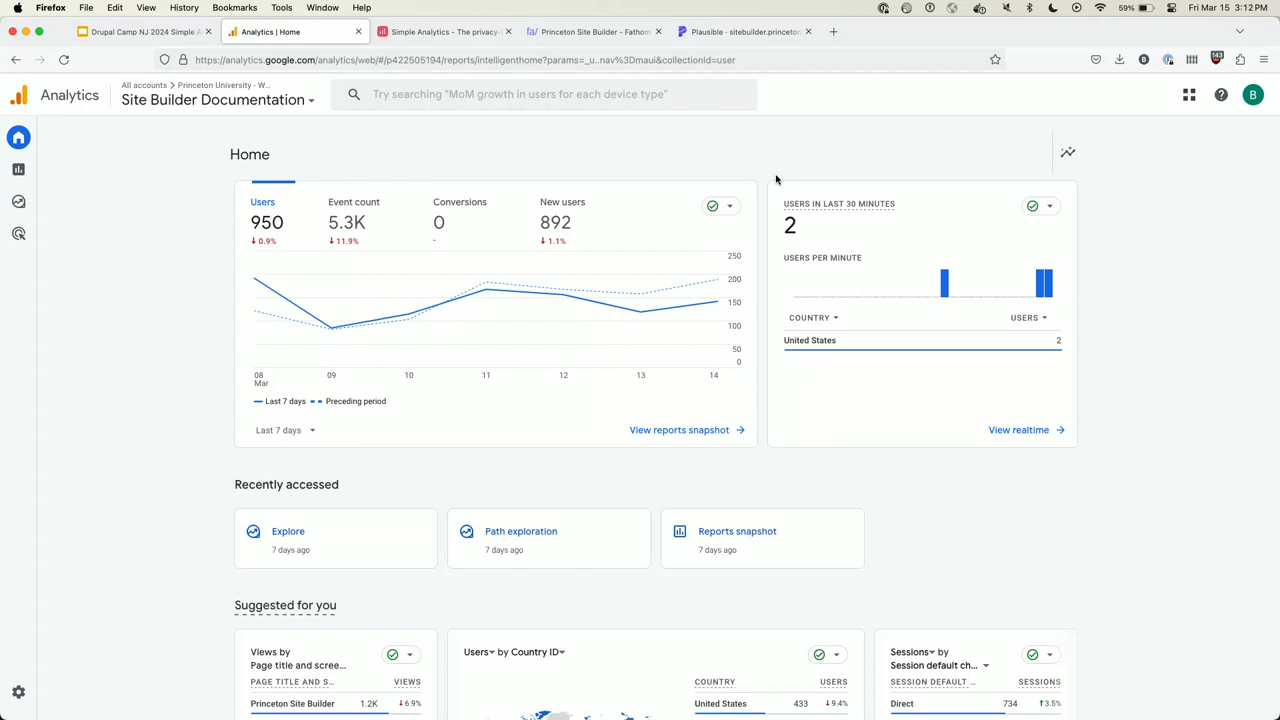 Firefox File Edit View History Bookmarks Tools Window Help 59% Fri Mar 15 3:12 PM
Drupal Camp NJ 2024 Simple A Analytics | Home Simple Analytics - The privacy- Princeton Site Builder - Fathom Plausible · sitebuilder.princeton
https://analytics.google.com/analytics/web/#/p422505194/reports/intelligenthome?params=_u..nav%3Dmaui&collectionId=user
143
Analytics
All accounts > Princeton University - W...
Site Builder Documentation
Try searching "MoM growth in users for each device type"
B
Home
Users Event count Conversions New users
950 5.3K 0 892
0.9% 11.9% - 1.1%
250
200
150
100
50
0
08 09 10 11 12 13 14
Mar
Last 7 days Preceding period
Last 7 days View reports snapshot
USERS IN LAST 30 MINUTES
2
USERS PER MINUTE
COUNTRY USERS
United States 2
View realtime
Recently accessed
Explore
7 days ago
Path exploration
7 days ago
Reports snapshot
7 days ago
Suggested for you
Views by
Page title and scree...
PAGE TITLE AND S... VIEWS
Princeton Site Builder 1.2K 6.9%
Users by Country ID
COUNTRY USERS
United States 433 9.4%
Sessions by
Session default ch...
SESSION DEFAULT ... SESSIONS
Direct 734 3.5%